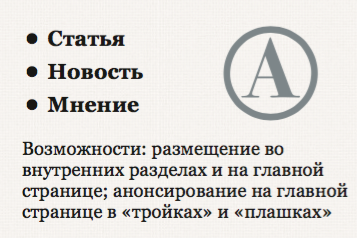 • Статья
• Новость
• Мнение
A
Возможности: размещение во
внутренних разделах и на главной
странице; анонсирование на главной
странице в «тройках» и «плашках»